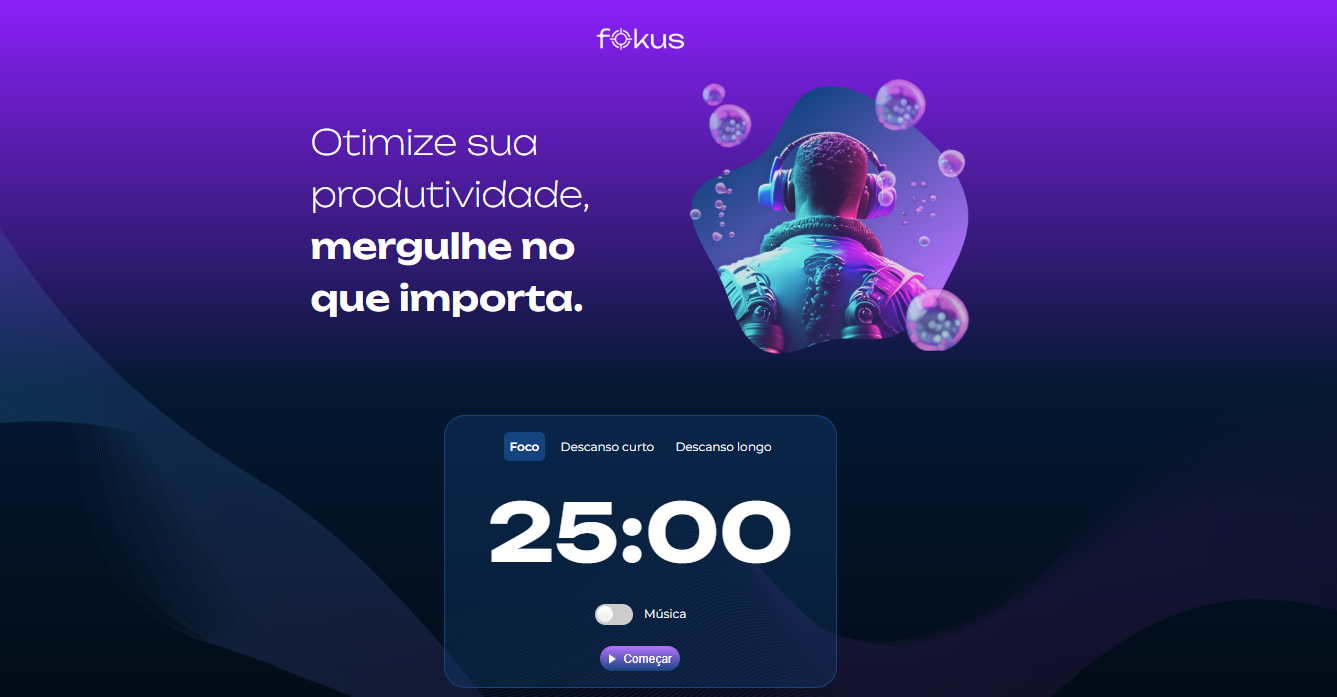 fokus
Otimize sua
produtividade,
mergulhe no
que importa.
Foco Descanso curto Descanso longo
25:00
Música
Começar